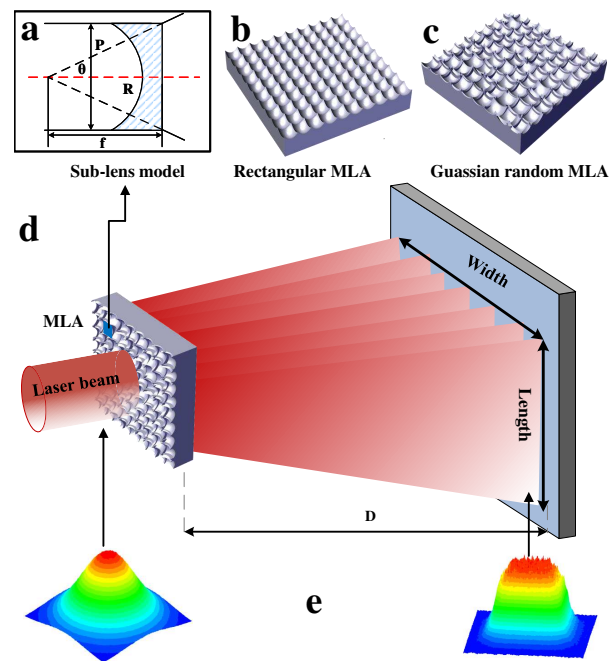 a
P
θ
R
f
Sub-lens model
b
Rectangular MLA
c
Guassian random MLA
d
MLA
Laser beam
Width
Length
D
e